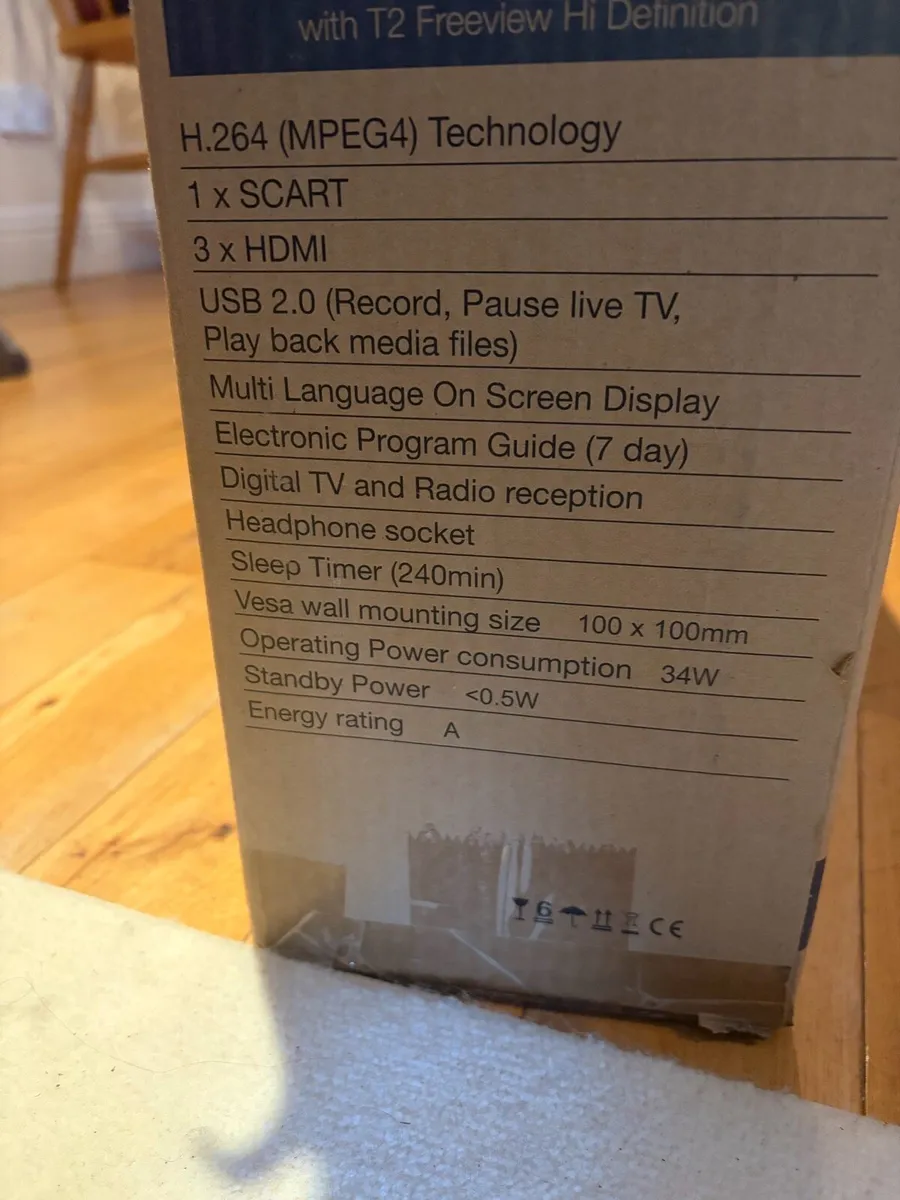 with T2 Freeview Hi Definition
H.264 (MPEG4) Technology
1 x SCART
3 x HDMI
USB 2.0 (Record, Pause live TV,
Play back media files)
Multi Language On Screen Display
Electronic Program Guide (7 day)
Digital TV and Radio reception
Headphone socket
Sleep Timer (240min)
Vesa wall mounting size 100 x 100mm
Operating Power consumption 34W
Standby Power <0.5W
Energy rating A
6 CE